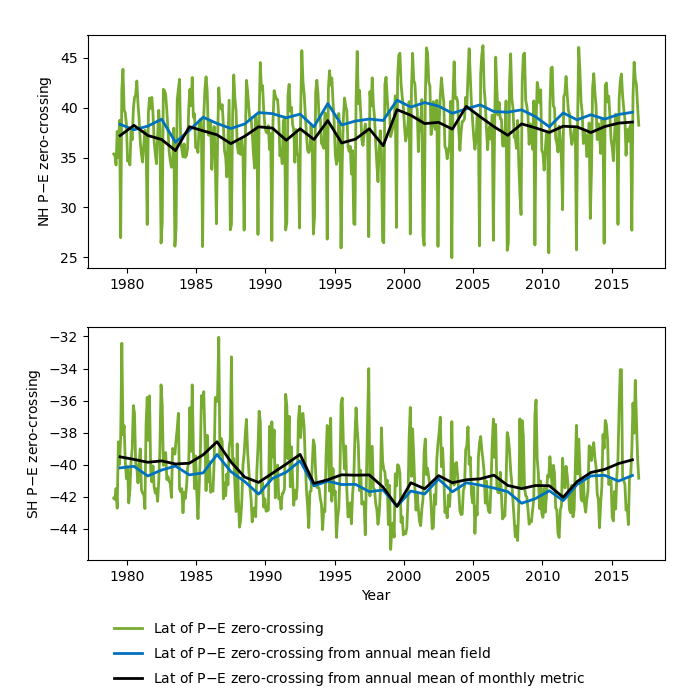 45
40
35
30
25
NH P−E zero-crossing
1980 1985 1990 1995 2000 2005 2010 2015
−32
−34
−36
−38
−40
−42
−44
SH P−E zero-crossing
1980 1985 1990 1995 2000 2005 2010 2015
Year
Lat of P−E zero-crossing
Lat of P−E zero-crossing from annual mean field
Lat of P−E zero-crossing from annual mean of monthly metric